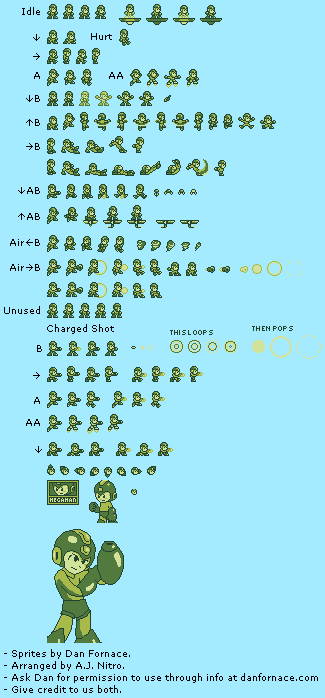 Idle
↓ Hurt
→
A AA
↓B
↑B
→B
↓AB
↑AB
Air←B
Air→B
Unused
Charged Shot
B THIS LOOPS THEN POPS
→
A
AA
↓
MEGAMAN
- Sprites by Dan Fornace.
- Arranged by A.J. Nitro.
- Ask Dan for permission to use through info at danfornace.com
- Give credit to us both.